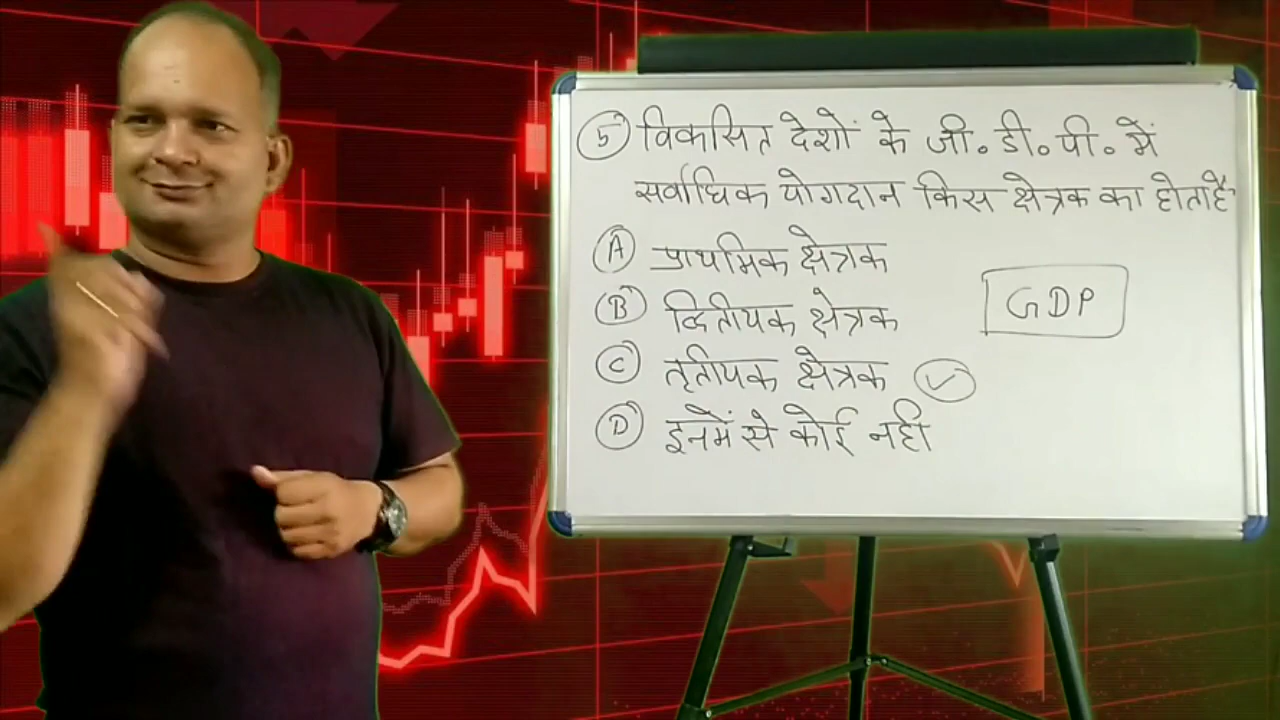 5 विकसित देशों के जी. डी. पी. में
सर्वाधिक योगदान किस क्षेत्रक का होता है
A प्राथमिक क्षेत्रक
B द्वितीयक क्षेत्रक
C तृतीयक क्षेत्रक ✓
D इनमें से कोई नहीं
GDP